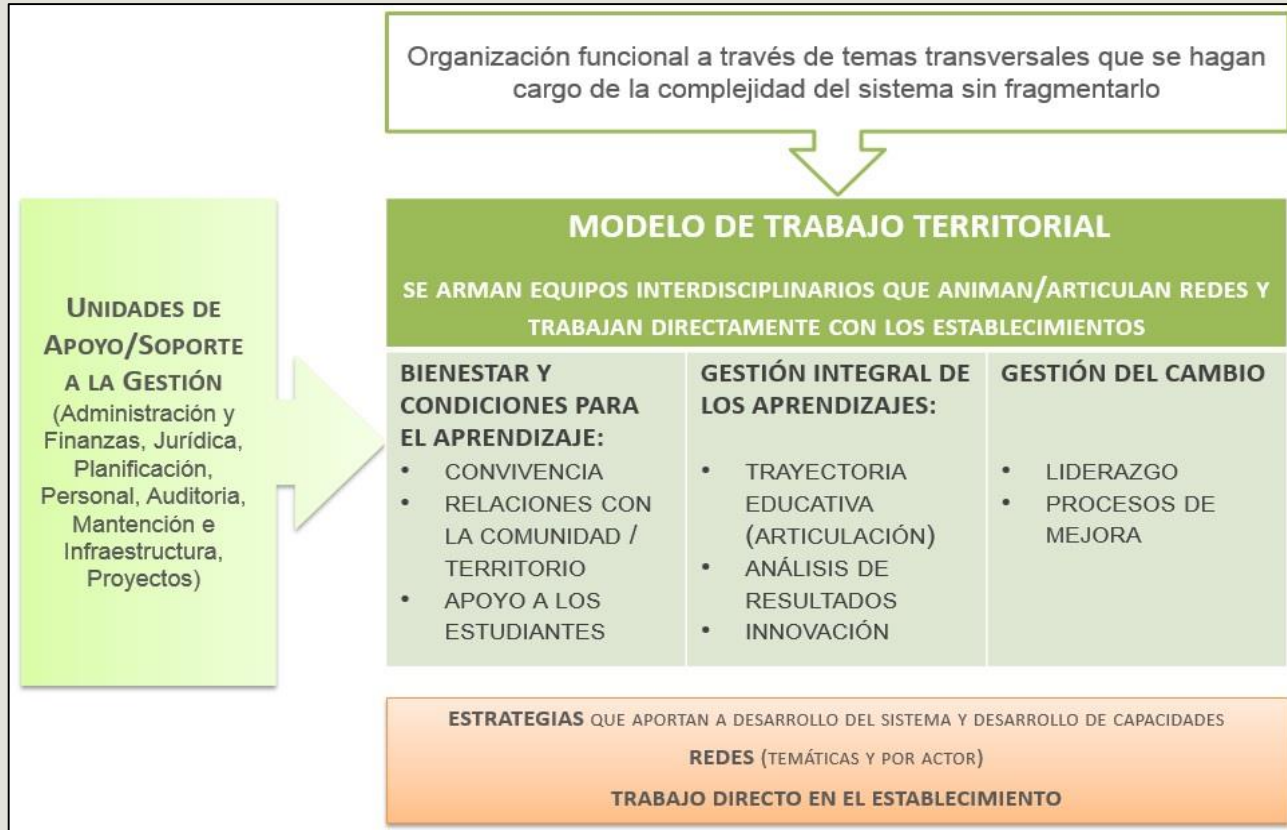 Organización funcional a través de temas transversales que se hagan
cargo de la complejidad del sistema sin fragmentarlo
UNIDADES DE
APOYO/SOPORTE
A LA GESTIÓN
(Administración y
Finanzas, Jurídica,
Planificación,
Personal, Auditoria,
Mantención e
Infraestructura,
Proyectos)
MODELO DE TRABAJO TERRITORIAL
SE ARMAN EQUIPOS INTERDISCIPLINARIOS QUE ANIMAN/ARTICULAN REDES Y
TRABAJAN DIRECTAMENTE CON LOS ESTABLECIMIENTOS
BIENESTAR Y
CONDICIONES PARA
EL APRENDIZAJE:
• CONVIVENCIA
• RELACIONES CON
LA COMUNIDAD /
TERRITORIO
• APOYO A LOS
ESTUDIANTES
GESTIÓN INTEGRAL DE
LOS APRENDIZAJES:
• TRAYECTORIA
EDUCATIVA
(ARTICULACIÓN)
• ANÁLISIS DE
RESULTADOS
• INNOVACIÓN
GESTIÓN DEL CAMBIO
• LIDERAZGO
• PROCESOS DE
MEJORA
ESTRATEGIAS QUE APORTAN A DESARROLLO DEL SISTEMA Y DESARROLLO DE CAPACIDADES
REDES (TEMÁTICAS Y POR ACTOR)
TRABAJO DIRECTO EN EL ESTABLECIMIENTO